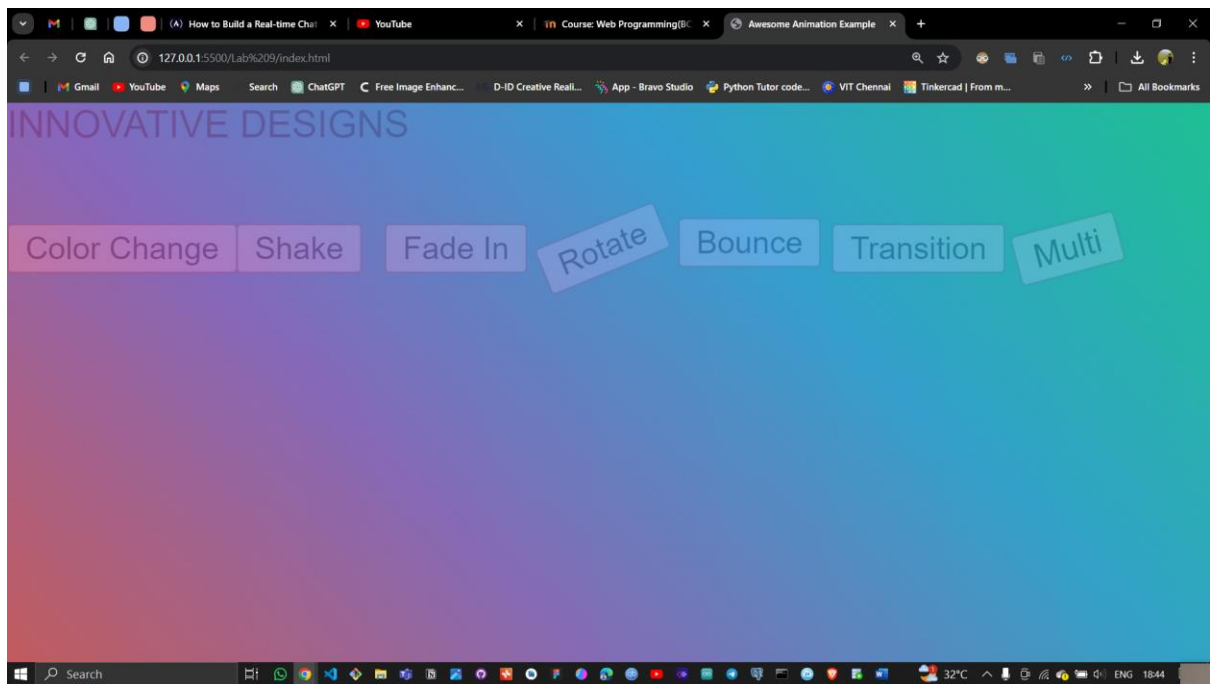 (A) How to Build a Real-time Chat
YouTube
Course: Web Programming(BC
Awesome Animation Example
127.0.0.1:5500/Lab%209/index.html
Gmail YouTube Maps Search ChatGPT Free Image Enhanc... D-ID Creative Reali... App - Bravo Studio Python Tutor code... VIT Chennai Tinkercad | From m... » All Bookmarks
INNOVATIVE DESIGNS
Color Change Shake Fade In Rotate Bounce Transition Multi
Search 32°C ENG 18:44